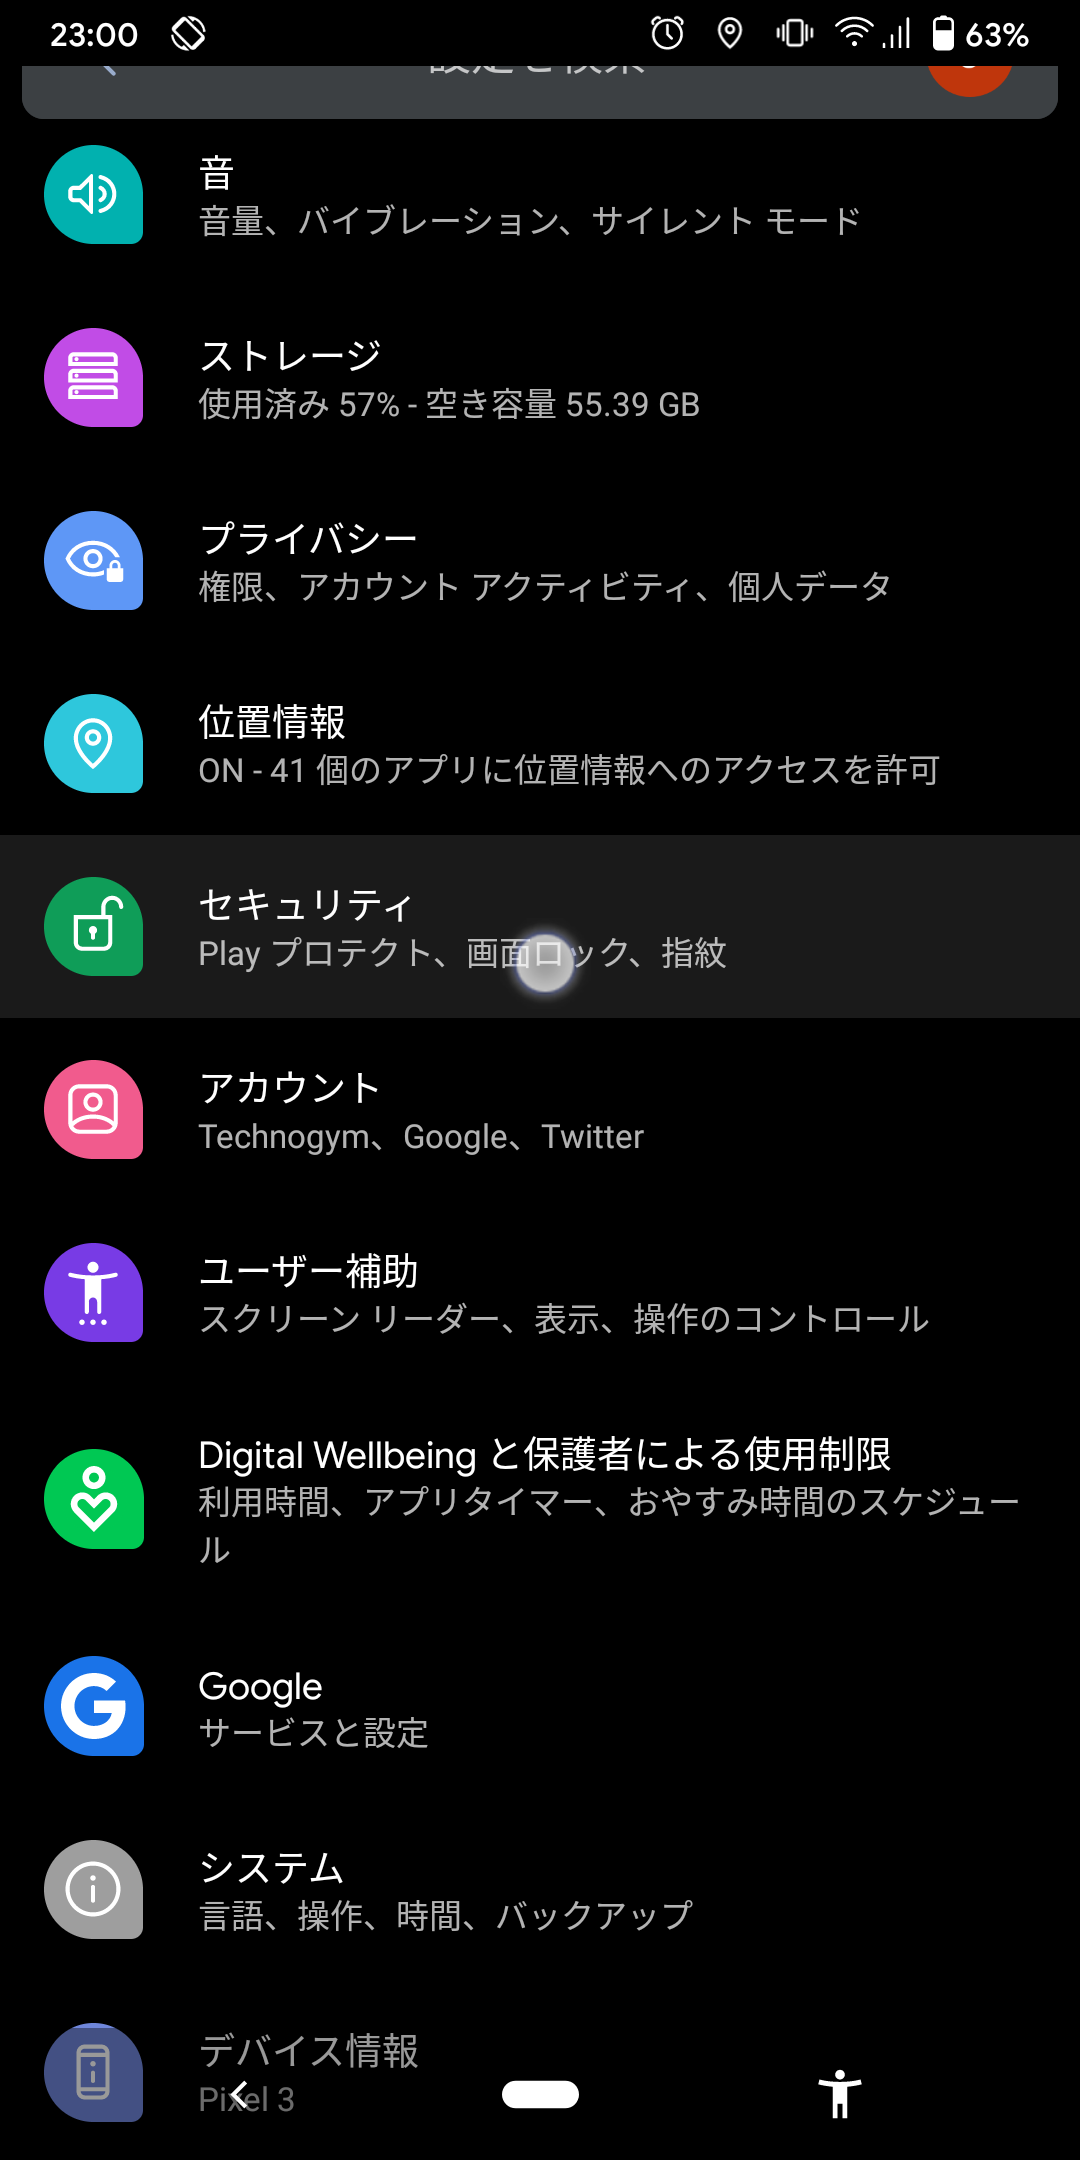 23:00
63%
設定を検索
音
音量、バイブレーション、サイレント モード
ストレージ
使用済み 57% - 空き容量 55.39 GB
プライバシー
権限、アカウント アクティビティ、個人データ
位置情報
ON - 41 個のアプリに位置情報へのアクセスを許可
セキュリティ
Play プロテクト、画面ロック、指紋
アカウント
Technogym、Google、Twitter
ユーザー補助
スクリーン リーダー、表示、操作のコントロール
Digital Wellbeing と保護者による使用制限
利用時間、アプリタイマー、おやすみ時間のスケジュー
ル
Google
サービスと設定
システム
言語、操作、時間、バックアップ
デバイス情報
Pixel 3